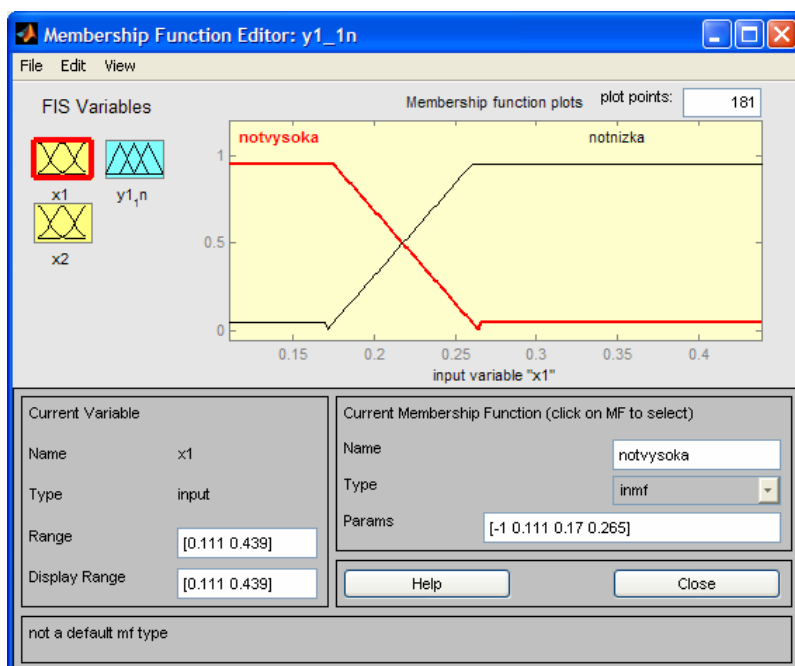 Membership Function Editor: y1_1n
File Edit View
FIS Variables
Membership function plots plot points: 181
x1
y1₁n
x2
notvysoka
notnizka
1
0.5
0
0.15 0.2 0.25 0.3 0.35 0.4
input variable "x1"
Current Variable
Name x1
Type input
Range [0.111 0.439]
Display Range [0.111 0.439]
Current Membership Function (click on MF to select)
Name notvysoka
Type inmf
Params [-1 0.111 0.17 0.265]
Help Close
not a default mf type